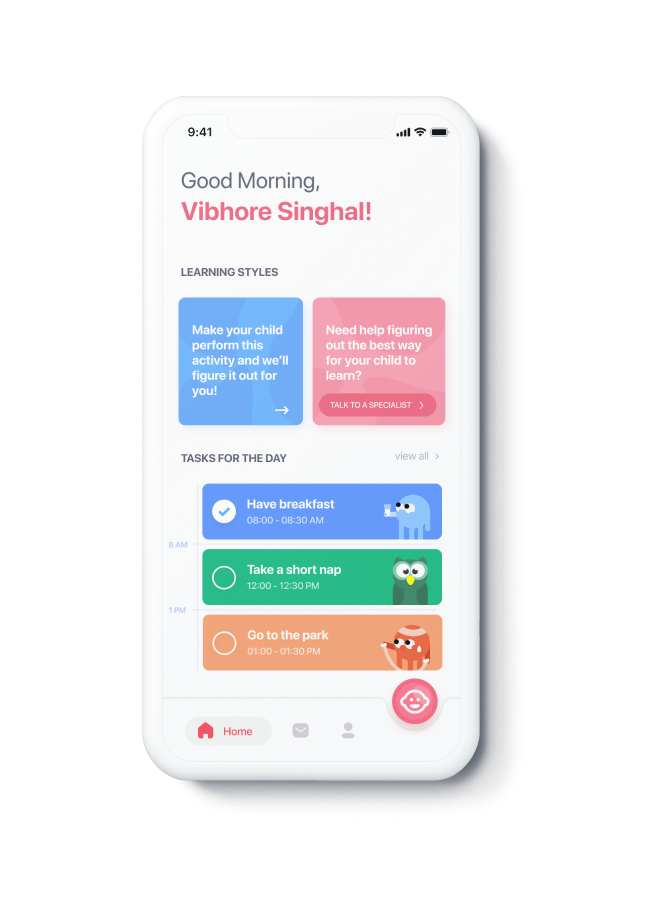 9:41
Good Morning,
Vibhore Singhal!
LEARNING STYLES
Make your child
perform this
activity and we'll
figure it out for
you!
Need help figuring
out the best way
for your child to
learn?
TALK TO A SPECIALIST
TASKS FOR THE DAY
view all
Have breakfast
08:00 - 08:30 AM
8 AM
Take a short nap
12:00 - 12:30 PM
1 PM
Go to the park
01:00 - 01:30 PM
Home